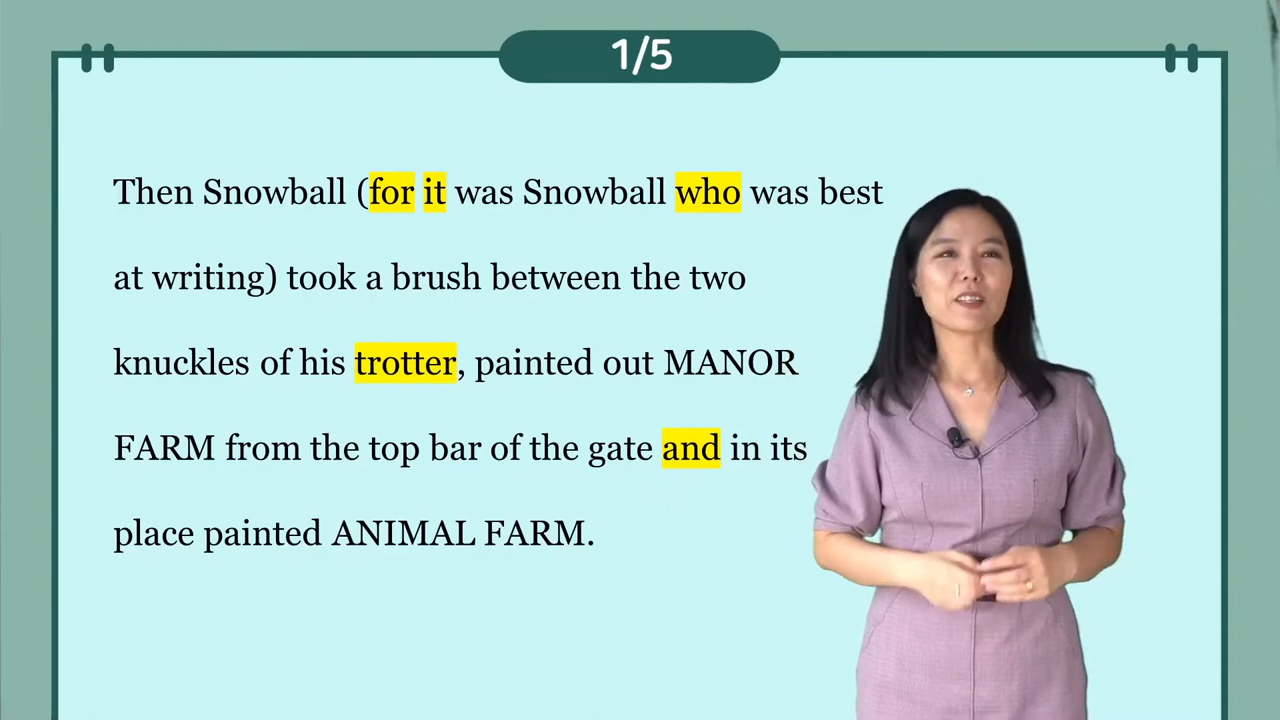 1/5
Then Snowball (for it was Snowball who was best
at writing) took a brush between the two
knuckles of his trotter, painted out MANOR
FARM from the top bar of the gate and in its
place painted ANIMAL FARM.